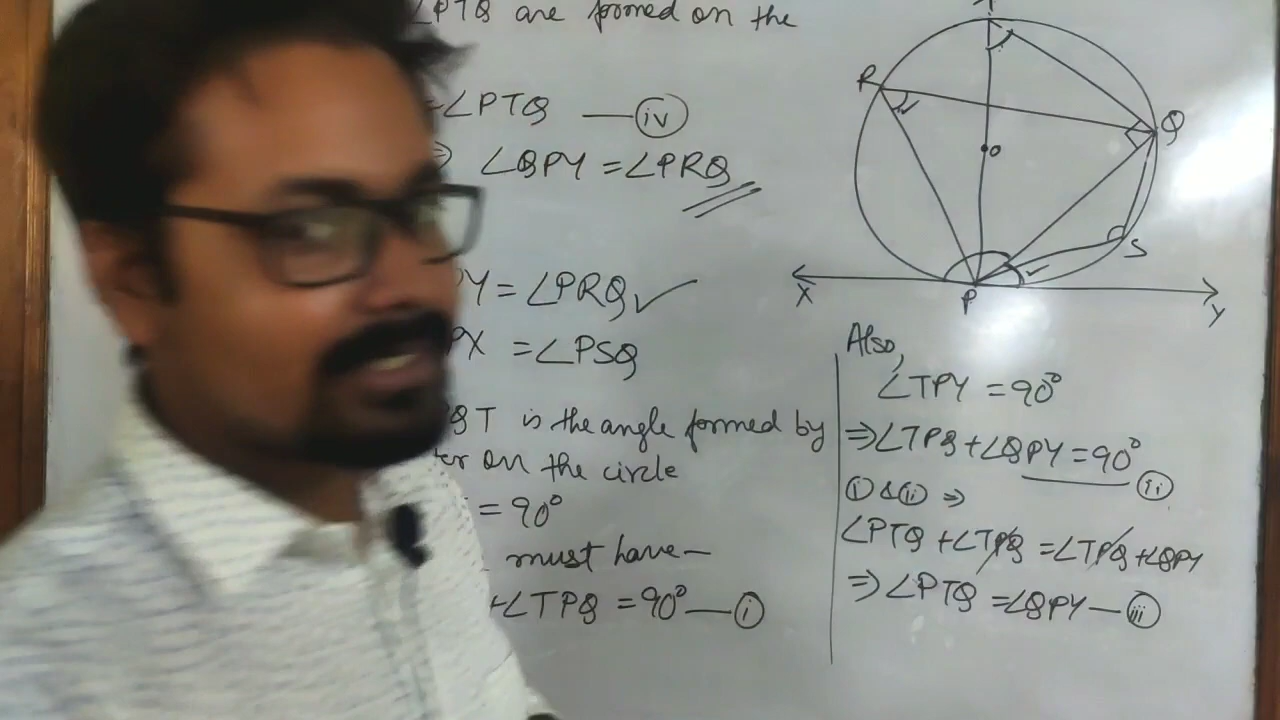 ∠PTQ are formed on the
=∠PTQ — (iv)
⇒ ∠QPY = ∠PRQ
PY = ∠PRQ ✓
PX = ∠PSQ
QT is the angle formed by
ter on the circle
= 90°
must have —
+∠TPQ = 90° — (i)
T
R
Q
O
S
X
P
Y
Also,
∠TPY = 90°
⇒∠TPQ + ∠QPY = 90° (ii)
(i) & (ii) ⇒
∠PTQ + ∠TPQ = ∠TPQ + ∠QPY
⇒ ∠PTQ = ∠QPY — (iii)